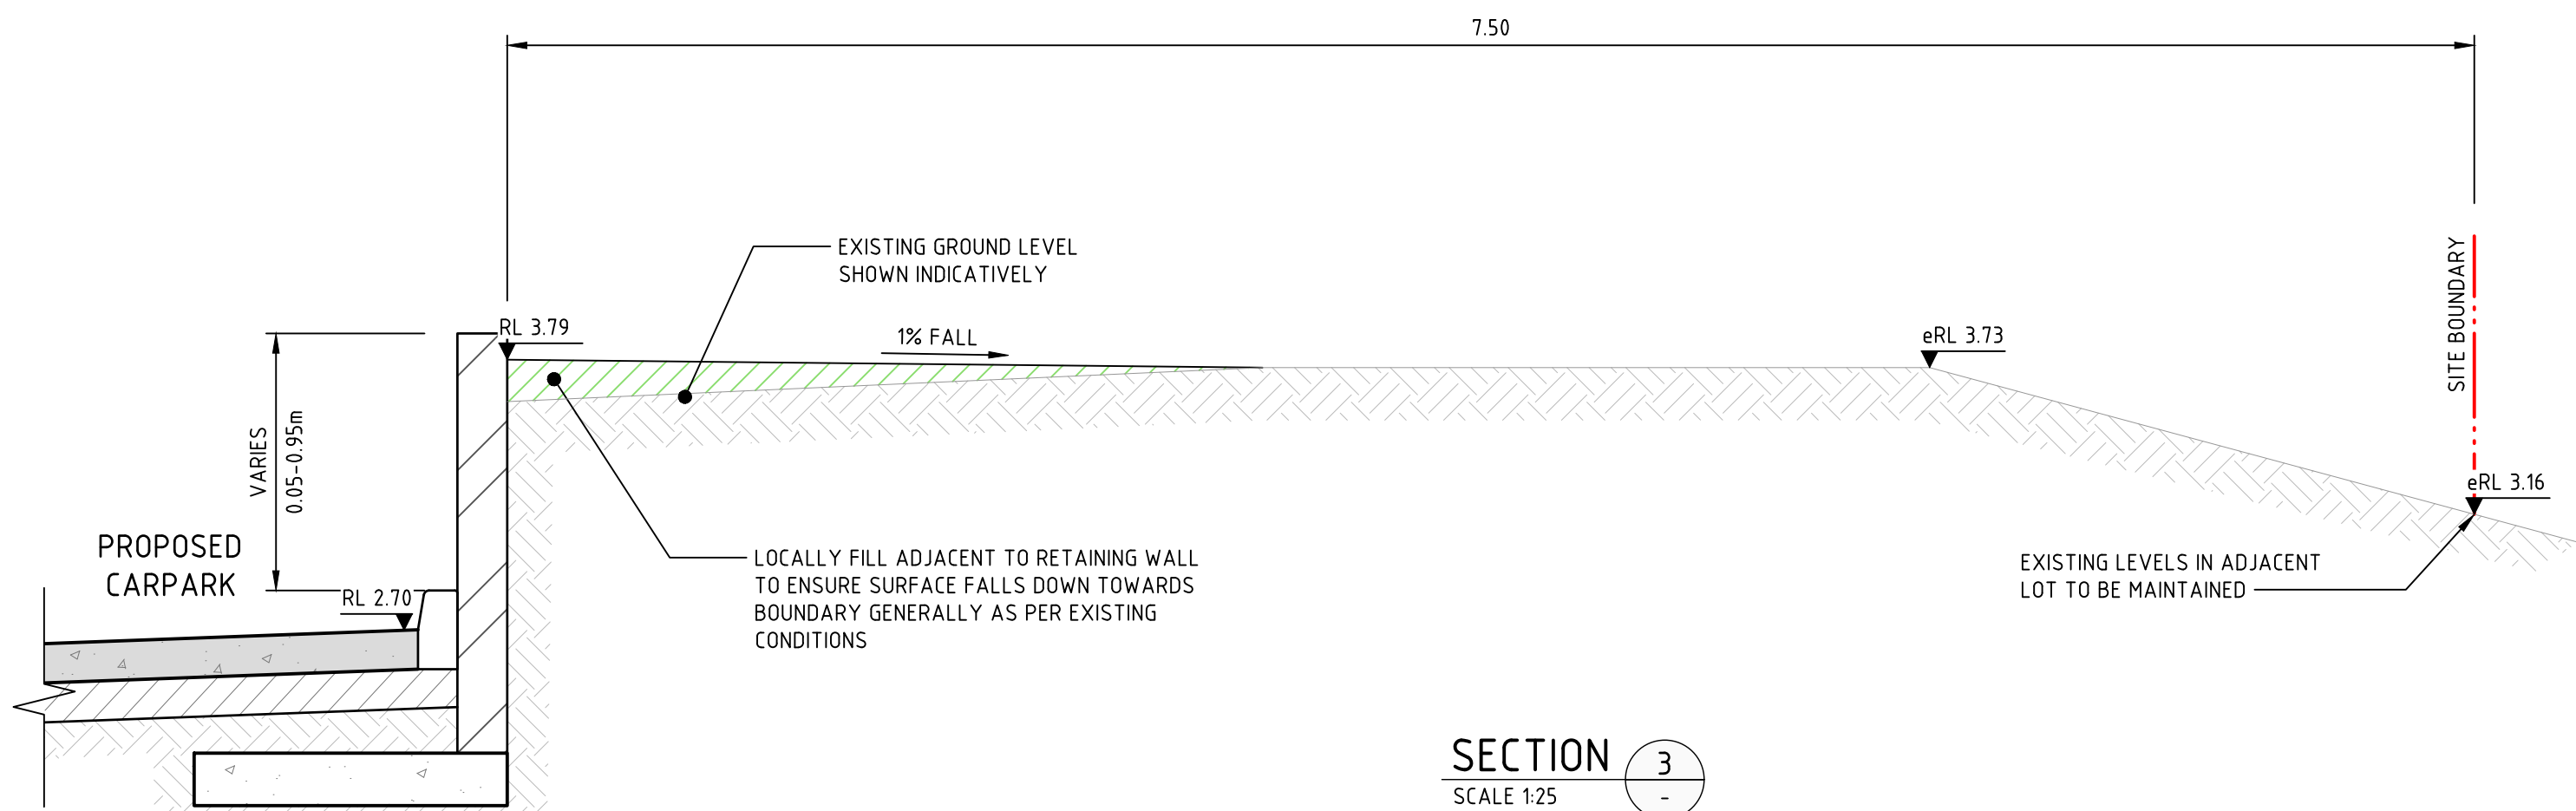 7.50
EXISTING GROUND LEVEL
SHOWN INDICATIVELY
RL 3.79
1% FALL
eRL 3.73
SITE BOUNDARY
VARIES
0.05-0.95m
eRL 3.16
PROPOSED
CARPARK
RL 2.70
LOCALLY FILL ADJACENT TO RETAINING WALL
TO ENSURE SURFACE FALLS DOWN TOWARDS
BOUNDARY GENERALLY AS PER EXISTING
CONDITIONS
EXISTING LEVELS IN ADJACENT
LOT TO BE MAINTAINED
SECTION
3
-
SCALE 1:25